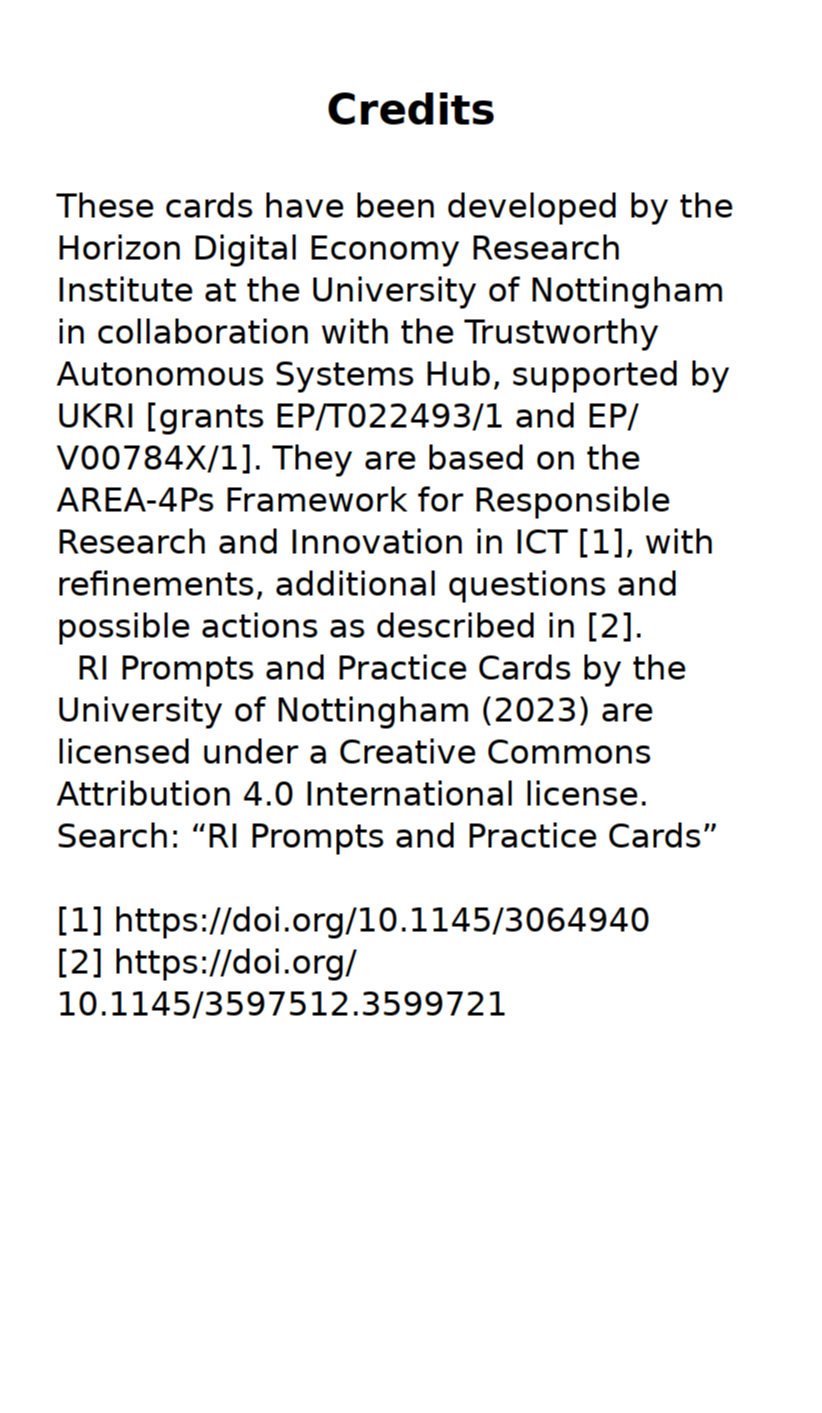 Credits
These cards have been developed by the
Horizon Digital Economy Research
Institute at the University of Nottingham
in collaboration with the Trustworthy
Autonomous Systems Hub, supported by
UKRI [grants EP/T022493/1 and EP/
V00784X/1]. They are based on the
AREA-4Ps Framework for Responsible
Research and Innovation in ICT [1], with
refinements, additional questions and
possible actions as described in [2].
RI Prompts and Practice Cards by the
University of Nottingham (2023) are
licensed under a Creative Commons
Attribution 4.0 International license.
Search: “RI Prompts and Practice Cards”
[1] https://doi.org/10.1145/3064940
[2] https://doi.org/
10.1145/3597512.3599721